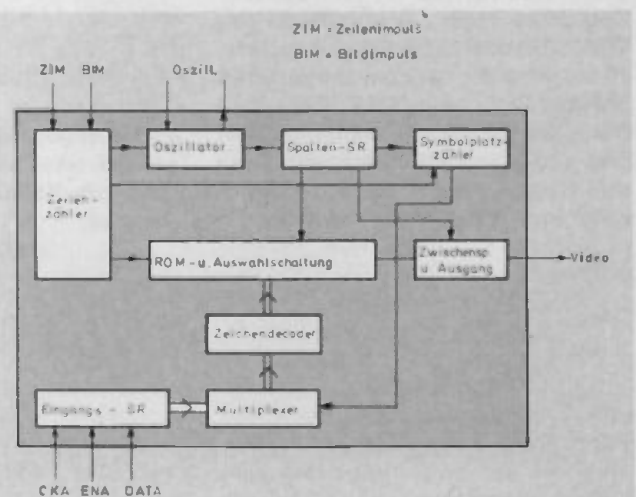 ZIM = Zeilenimpuls
BIM = Bildimpuls
ZIM BIM Oszill.
Oszillator
Spalten-SR
Symbolplatz-
zähler
Zeilen-
zähler
ROM-u. Auswahlschaltung
Zwischensp.
u. Ausgang
Video
Zeichendecoder
Eingangs - SR
Multiplexer
CKA ENA DATA